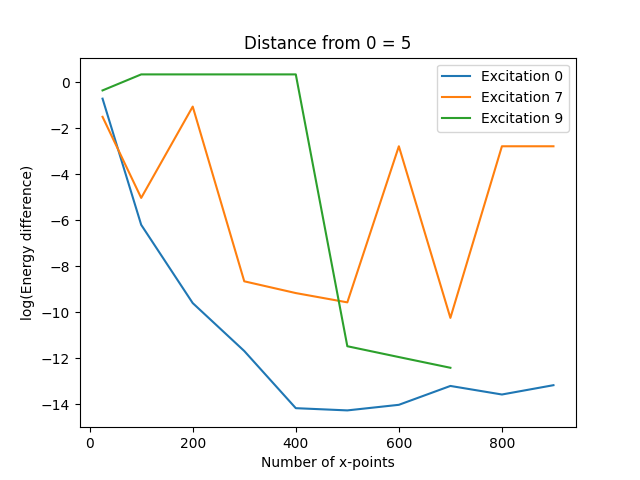 Distance from 0 = 5
Excitation 0
Excitation 7
Excitation 9
log(Energy difference)
0
−2
−4
−6
−8
−10
−12
−14
0 200 400 600 800
Number of x-points